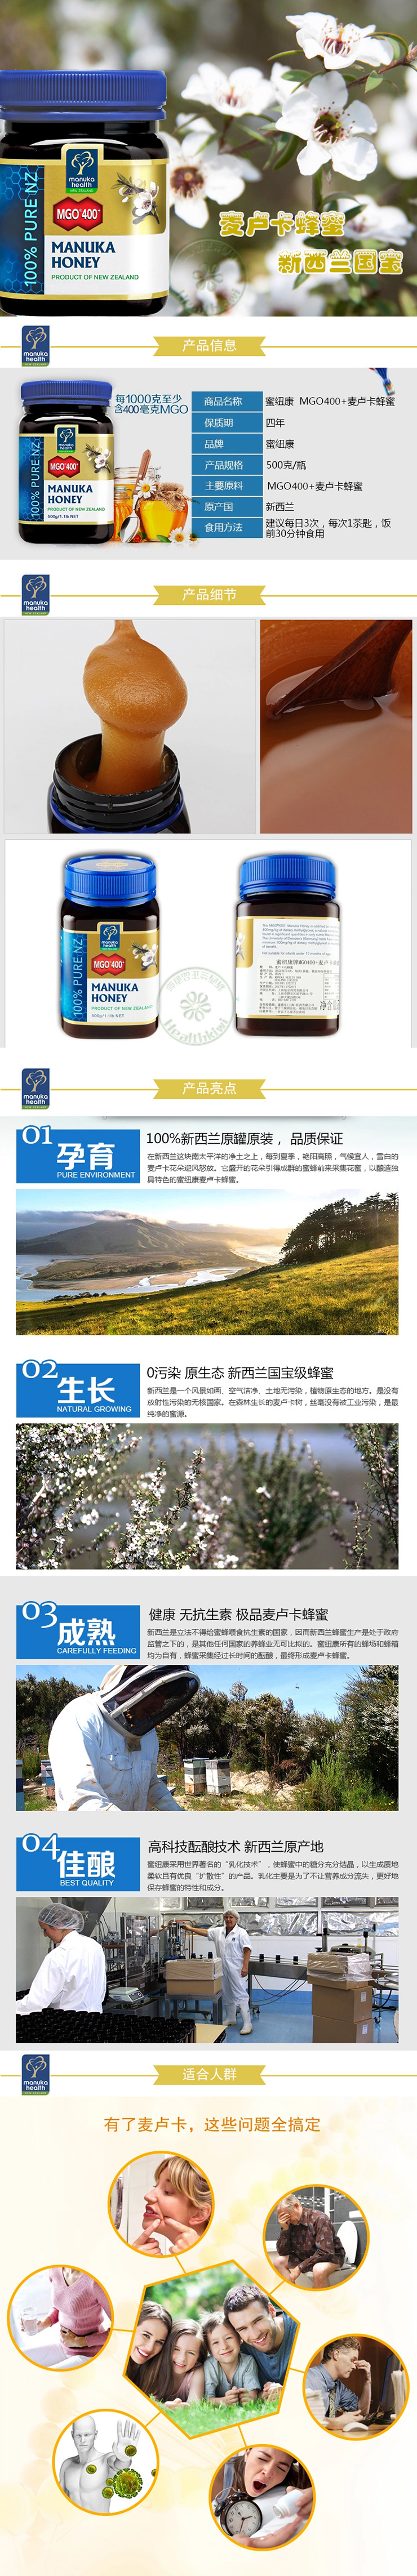 100% PURE NZ
manuka
health
NEW ZEALAND
MGO 400+
MANUKA
HONEY
PRODUCT OF NEW ZEALAND
麦卢卡蜂蜜
新西兰国蜜
manuka
health
NEW ZEALAND
产品信息
每1000克至少
含400毫克MGO
100% PURE NZ
manuka
health
MGO 400+
MANUKA
HONEY
PRODUCT OF NEW ZEALAND
500g/1.1lb NET
商品名称 蜜纽康 MGO400+麦卢卡蜂蜜
保质期 四年
品牌 蜜纽康
产品规格 500克/瓶
主要原料 MGO400+麦卢卡蜂蜜
原产国 新西兰
食用方法 建议每日3次，每次1茶匙，饭
前30分钟食用
manuka
health
NEW ZEALAND
产品细节
100% PURE NZ
manuka
health
MGO 400+
MANUKA
HONEY
PRODUCT OF NEW ZEALAND
500g/1.1lb NET
manuka
health
NEW ZEALAND
产品亮点
01
孕育
PURE ENVIRONMENT
100%新西兰原罐原装， 品质保证
在新西兰这块南太平洋的净土之上，每到夏季，艳阳高照，气候宜人，雪白的
麦卢卡花朵迎风怒放。它盛开的花朵引得成群的蜜蜂前来采集花蜜，以酿造独
具特色的蜜纽康麦卢卡蜂蜜。
02
生长
NATURAL GROWING
0污染 原生态 新西兰国宝级蜂蜜
新西兰是一个风景如画、空气洁净、土地无污染，植物原生态的地方。是没有
放射性污染的无核国家。在森林生长的麦卢卡树，丝毫没有被工业污染，是最
纯净的蜜源。
03
成熟
CAREFULLY FEEDING
健康 无抗生素 极品麦卢卡蜂蜜
新西兰是立法不得给蜜蜂喂食抗生素的国家，因而新西兰蜂蜜生产是处于政府
监管之下的，是其他任何国家的养蜂业无可比拟的。蜜纽康所有的蜂场和蜂箱
均为自有，蜂蜜采集经过长时间的酝酿，最终形成麦卢卡蜂蜜。
04
佳酿
BEST QUALITY
高科技酝酿技术 新西兰原产地
蜜纽康采用世界著名的“乳化技术”，使蜂蜜中的糖分充分结晶，以生成质地
柔软且有优良“扩散性”的产品。乳化主要是为了不让营养成分流失，更好地
保存蜂蜜的特性和成分。
manuka
health
NEW ZEALAND
适合人群
有了麦卢卡，这些问题全搞定